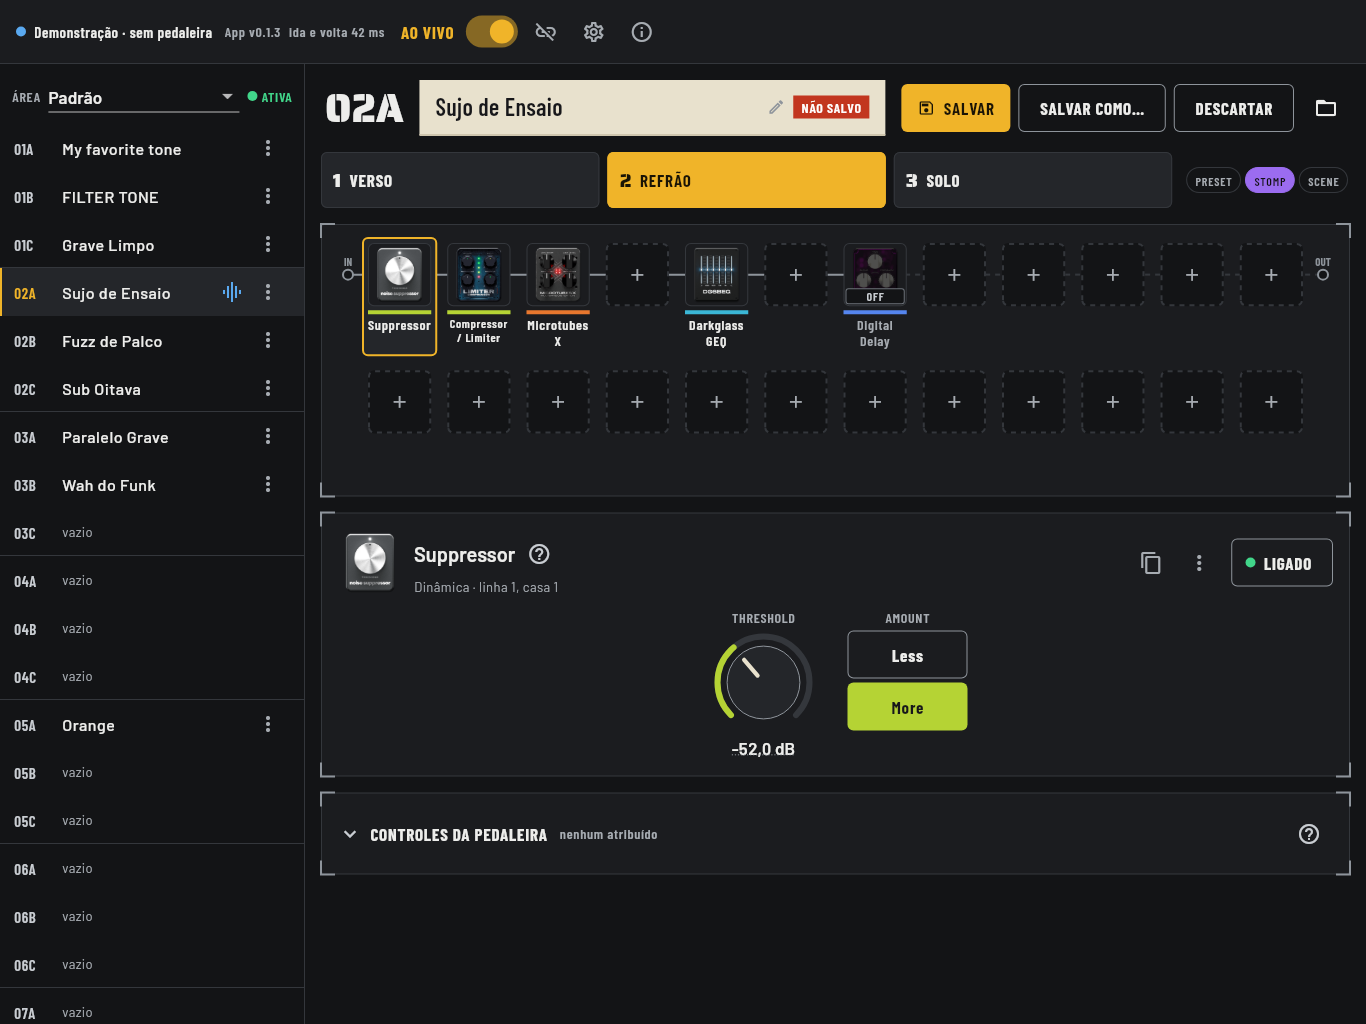 Demonstração · sem pedaleira App v0.1.3 Ida e volta 42 ms AO VIVO
ÁREA Padrão ATIVA
01A My favorite tone
01B FILTER TONE
01C Grave Limpo
02A Sujo de Ensaio
02B Fuzz de Palco
02C Sub Oitava
03A Paralelo Grave
03B Wah do Funk
03C vazio
04A vazio
04B vazio
04C vazio
05A Orange
05B vazio
05C vazio
06A vazio
06B vazio
06C vazio
07A vazio
02A Sujo de Ensaio NÃO SALVO SALVAR SALVAR COMO... DESCARTAR
1 VERSO 2 REFRÃO 3 SOLO PRESET STOMP SCENE
IN OUT
LIMITER
noise suppressor
OFF
Suppressor
Compressor
/ Limiter
Microtubes
X
Darkglass
GEQ
Digital
Delay
Suppressor
noise suppressor
Dinâmica · linha 1, casa 1
LIGADO
THRESHOLD AMOUNT
Less
More
-52,0 dB
CONTROLES DA PEDALEIRA nenhum atribuído